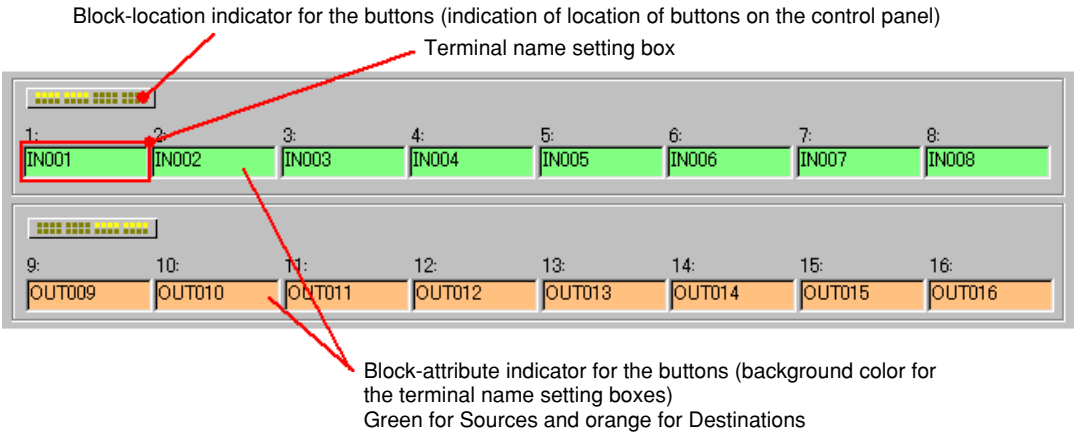 Block-location indicator for the buttons (indication of location of buttons on the control panel)
Terminal name setting box
1: 2: 3: 4: 5: 6: 7: 8:
IN001 IN002 IN003 IN004 IN005 IN006 IN007 IN008
9: 10: 11: 12: 13: 14: 15: 16:
OUT009 OUT010 OUT011 OUT012 OUT013 OUT014 OUT015 OUT016
Block-attribute indicator for the buttons (background color for
the terminal name setting boxes)
Green for Sources and orange for Destinations